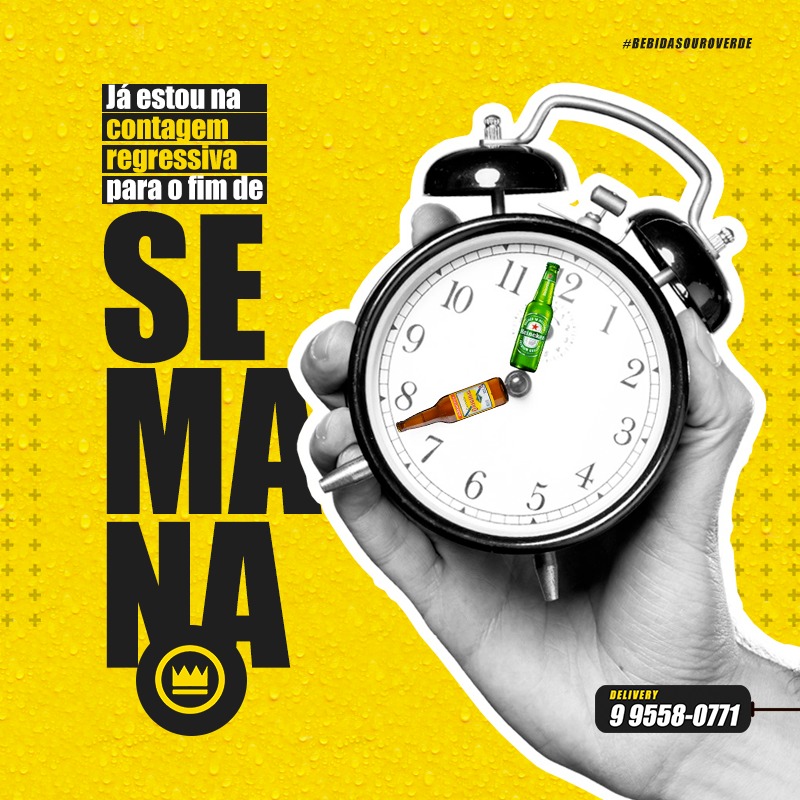 #BEBIDASOUROVERDE
Já estou na
contagem
regressiva
para o fim de
SE
MA
NA
11 12 1
10 2
9 3
8 4
7 6 5
Heineken
DELIVERY
9 9558-0771